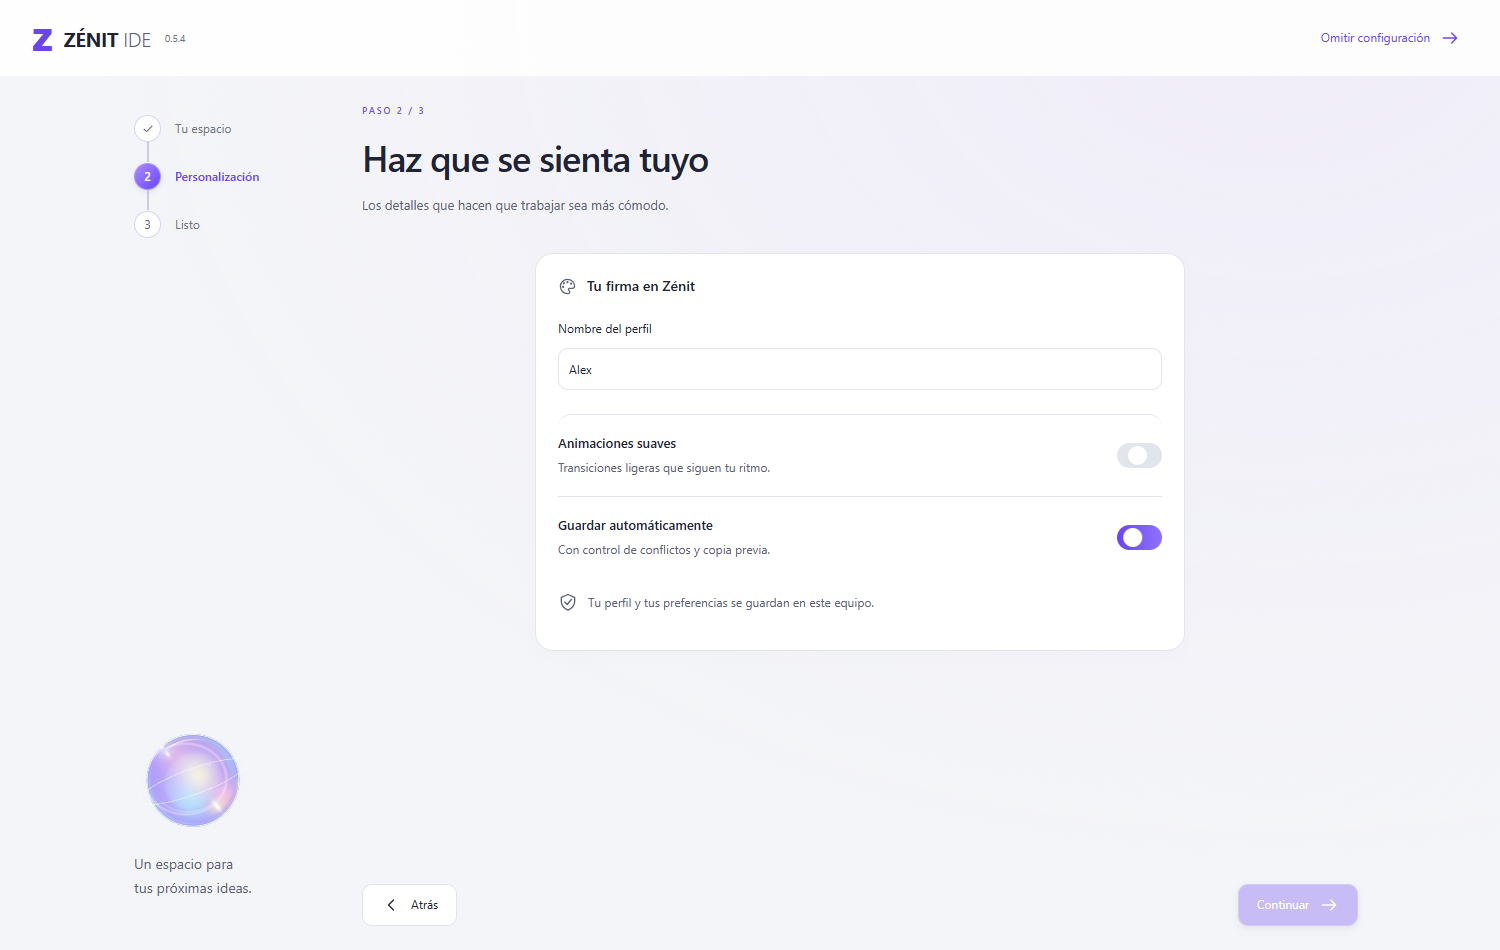 ZÉNIT IDE 0.5.4
Omitir configuración
Tu espacio
2 Personalización
3 Listo
PASO 2 / 3
Haz que se sienta tuyo
Los detalles que hacen que trabajar sea más cómodo.
Tu firma en Zénit
Nombre del perfil
Alex
Animaciones suaves
Transiciones ligeras que siguen tu ritmo.
Guardar automáticamente
Con control de conflictos y copia previa.
Tu perfil y tus preferencias se guardan en este equipo.
Un espacio para
tus próximas ideas.
Atrás
Continuar